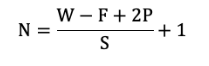 N = (W − F + 2P) / S + 1